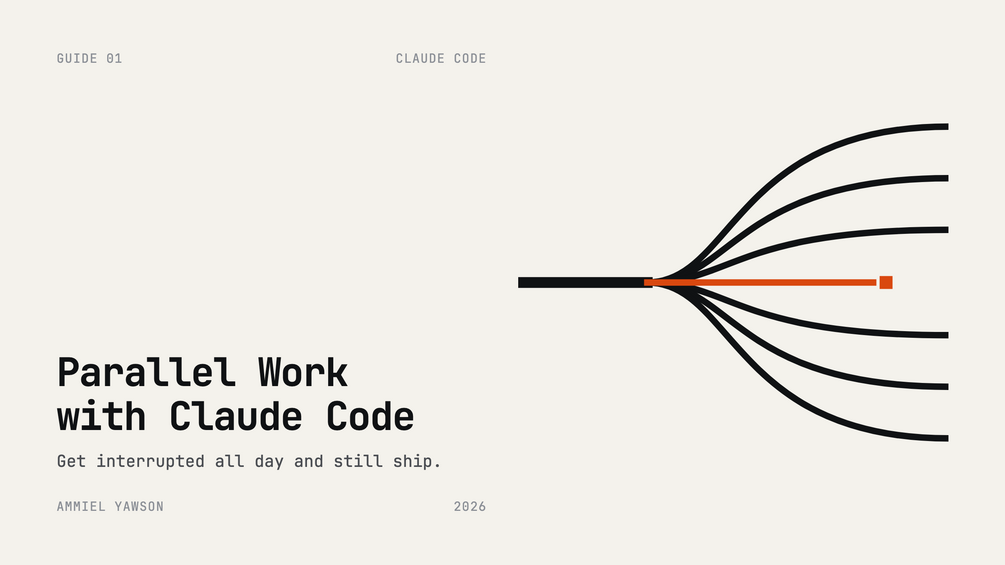 GUIDE 01
CLAUDE CODE
Parallel Work
with Claude Code
Get interrupted all day and still ship.
AMMIEL YAWSON
2026